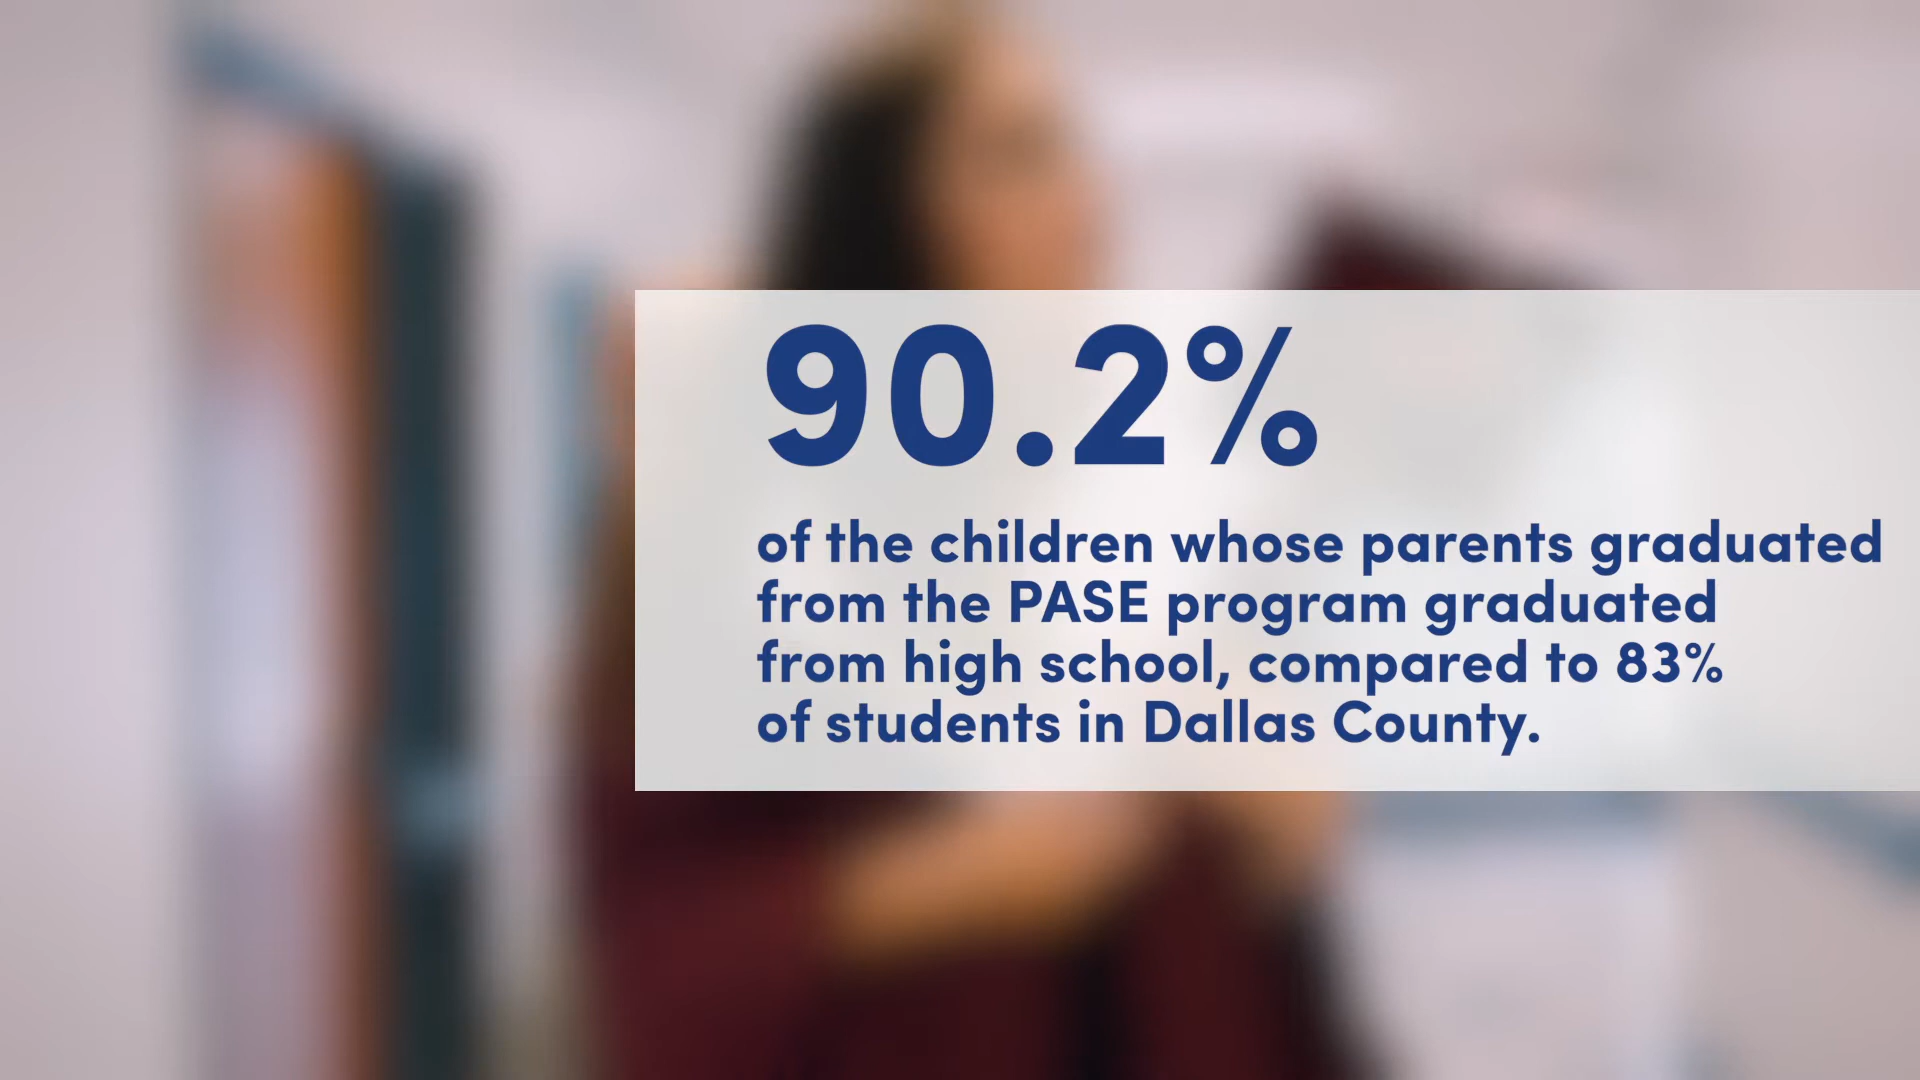 90.2%
of the children whose parents graduated
from the PASE program graduated
from high school, compared to 83%
of students in Dallas County.